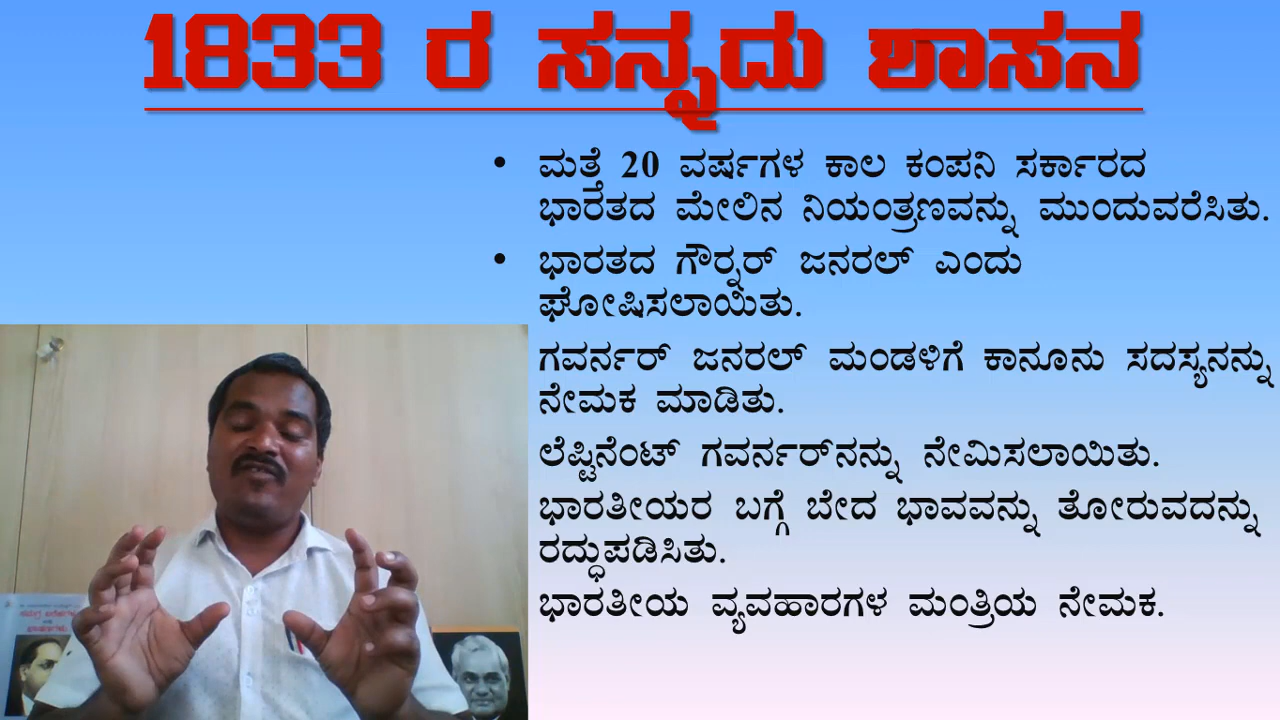 1833 ರ ಸನ್ನದು ಶಾಸನ
• ಮತ್ತೆ 20 ವರ್ಷಗಳ ಕಾಲ ಕಂಪನಿ ಸರ್ಕಾರದ
ಭಾರತದ ಮೇಲಿನ ನಿಯಂತ್ರಣವನ್ನು ಮುಂದುವರೆಸಿತು.
• ಭಾರತದ ಗೌರ‍್ನರ್ ಜನರಲ್ ಎಂದು
ಘೋಷಿಸಲಾಯಿತು.
ಗವರ್ನರ್ ಜನರಲ್ ಮಂಡಳಿಗೆ ಕಾನೂನು ಸದಸ್ಯನನ್ನು
ನೇಮಕ ಮಾಡಿತು.
ಲೆಪ್ಟಿನೆಂಟ್ ಗವರ್ನರ್‌ನನ್ನು ನೇಮಿಸಲಾಯಿತು.
ಭಾರತೀಯರ ಬಗ್ಗೆ ಬೇದ ಭಾವವನ್ನು ತೋರುವದನ್ನು
ರದ್ಧುಪಡಿಸಿತು.
ಭಾರತೀಯ ವ್ಯವಹಾರಗಳ ಮಂತ್ರಿಯ ನೇಮಕ.